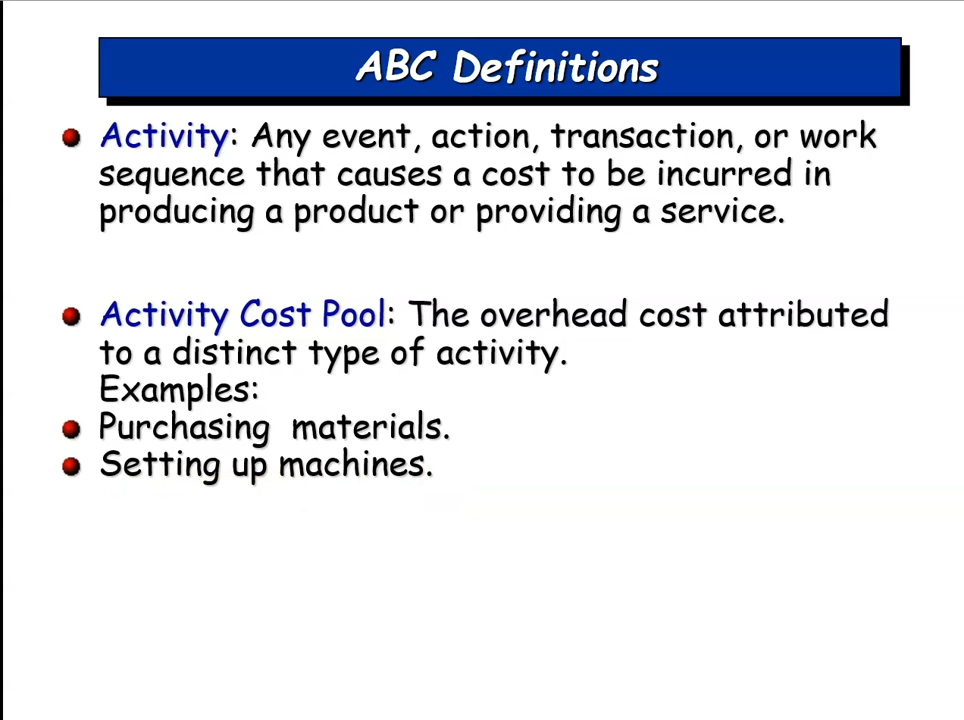 ABC Definitions
Activity: Any event, action, transaction, or work
sequence that causes a cost to be incurred in
producing a product or providing a service.
Activity Cost Pool: The overhead cost attributed
to a distinct type of activity.
Examples:
Purchasing  materials.
Setting up machines.